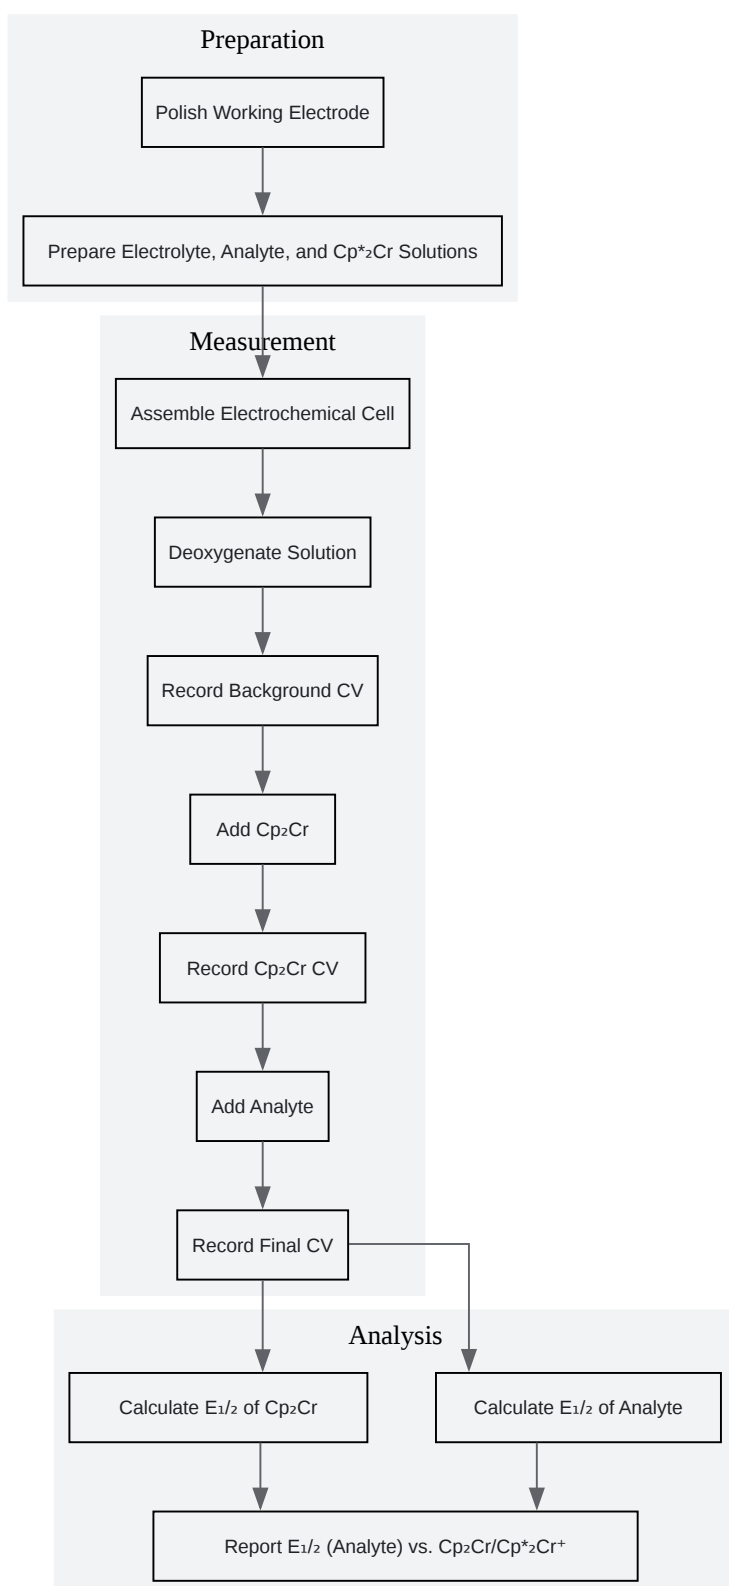 Preparation
Polish Working Electrode
Prepare Electrolyte, Analyte, and Cp*₂Cr Solutions
Measurement
Assemble Electrochemical Cell
Deoxygenate Solution
Record Background CV
Add Cp₂Cr
Record Cp₂Cr CV
Add Analyte
Record Final CV
Analysis
Calculate E₁/₂ of Cp₂Cr
Calculate E₁/₂ of Analyte
Report E₁/₂ (Analyte) vs. Cp₂Cr/Cp*₂Cr⁺